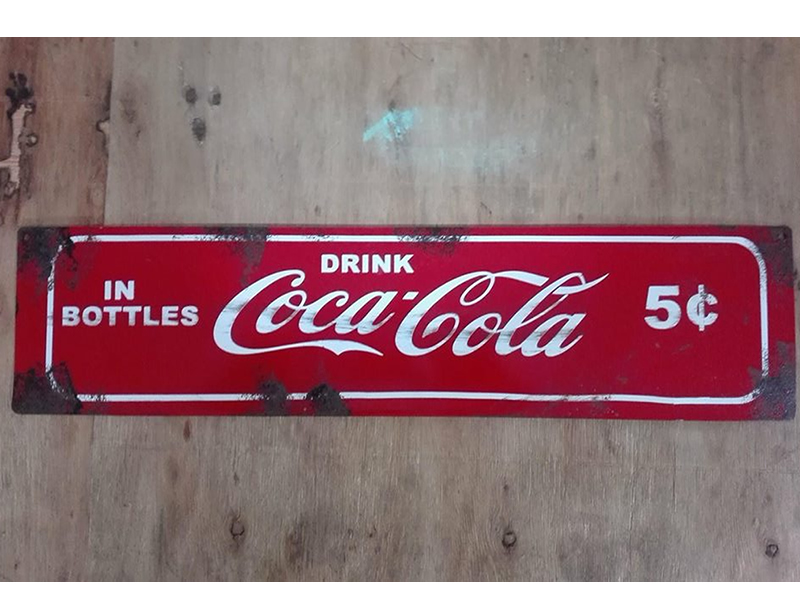 IN
BOTTLES
DRINK
Coca-Cola
5¢